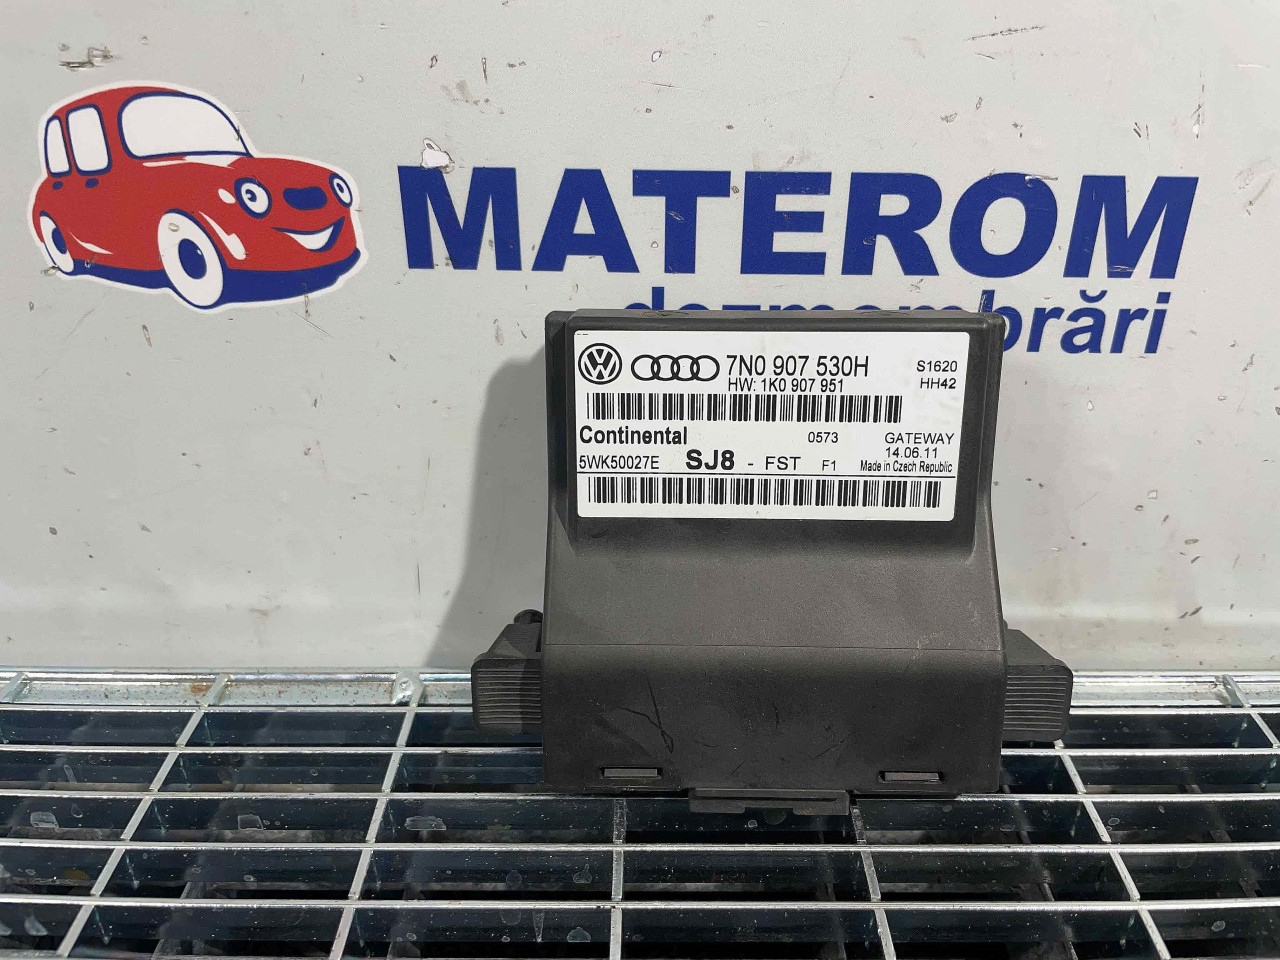 MATEROM
dezmembrări
7N0 907 530H
S1620
HW: 1K0 907 951
HH42
Continental
0573
GATEWAY
14.06.11
5WK50027E
SJ8 - FST F1
Made in Czech Republic